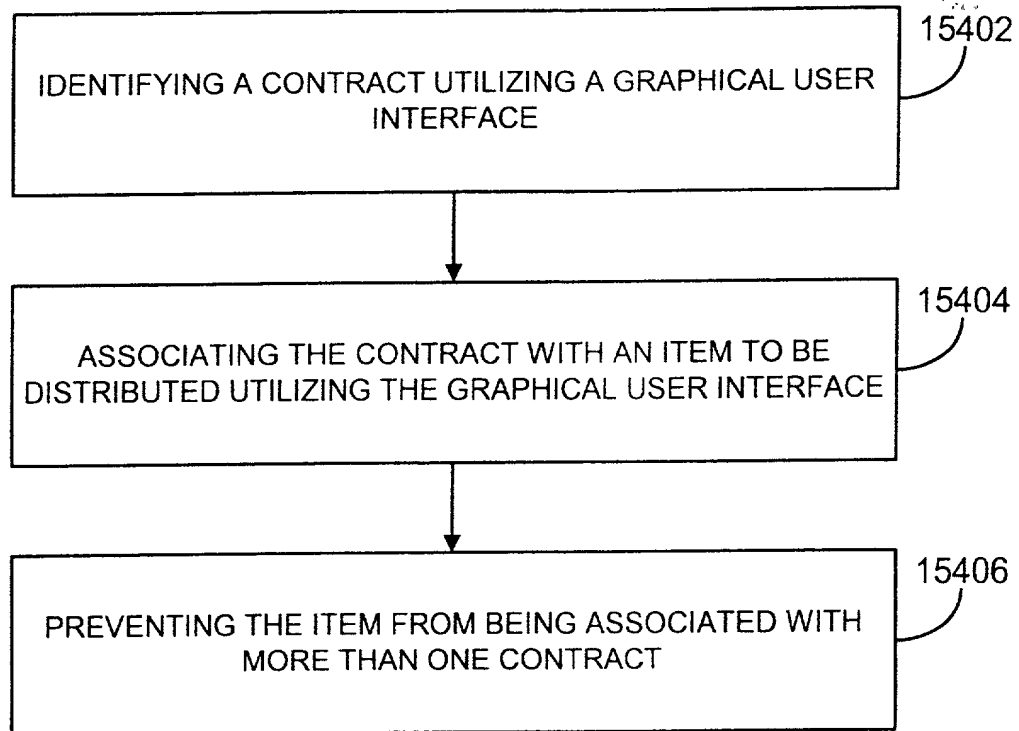 15402
IDENTIFYING A CONTRACT UTILIZING A GRAPHICAL USER
INTERFACE
15404
ASSOCIATING THE CONTRACT WITH AN ITEM TO BE
DISTRIBUTED UTILIZING THE GRAPHICAL USER INTERFACE
15406
PREVENTING THE ITEM FROM BEING ASSOCIATED WITH
MORE THAN ONE CONTRACT